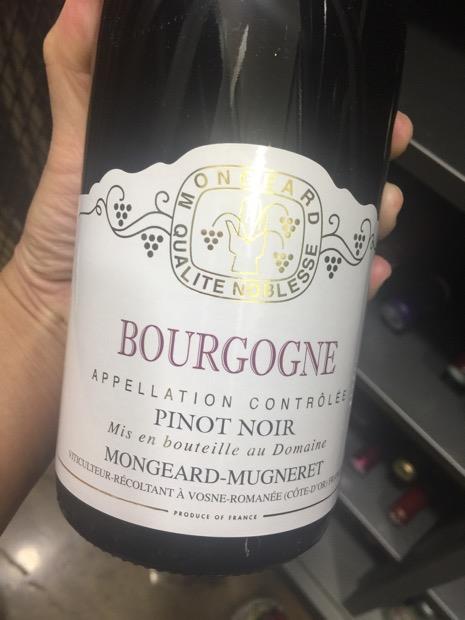 MONGEARD
QUALITE NOBLESSE
BOURGOGNE
APPELLATION CONTRÔLÉE
PINOT NOIR
Mis en bouteille au Domaine
MONGEARD-MUGNERET
VITICULTEUR-RÉCOLTANT À VOSNE-ROMANÉE (CÔTE-D'OR)
PRODUCE OF FRANCE